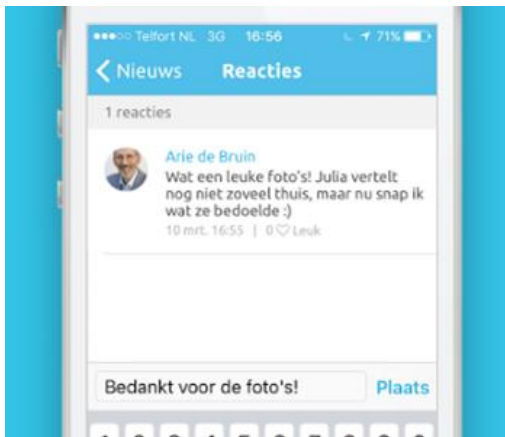 Telfort NL 3G 16:56 71%
Nieuws Reacties
1 reacties
Arie de Bruin
Wat een leuke foto's! Julia vertelt
nog niet zoveel thuis, maar nu snap ik
wat ze bedoelde :)
10 mrt. 16:55 | 0 Leuk
Bedankt voor de foto's! Plaats